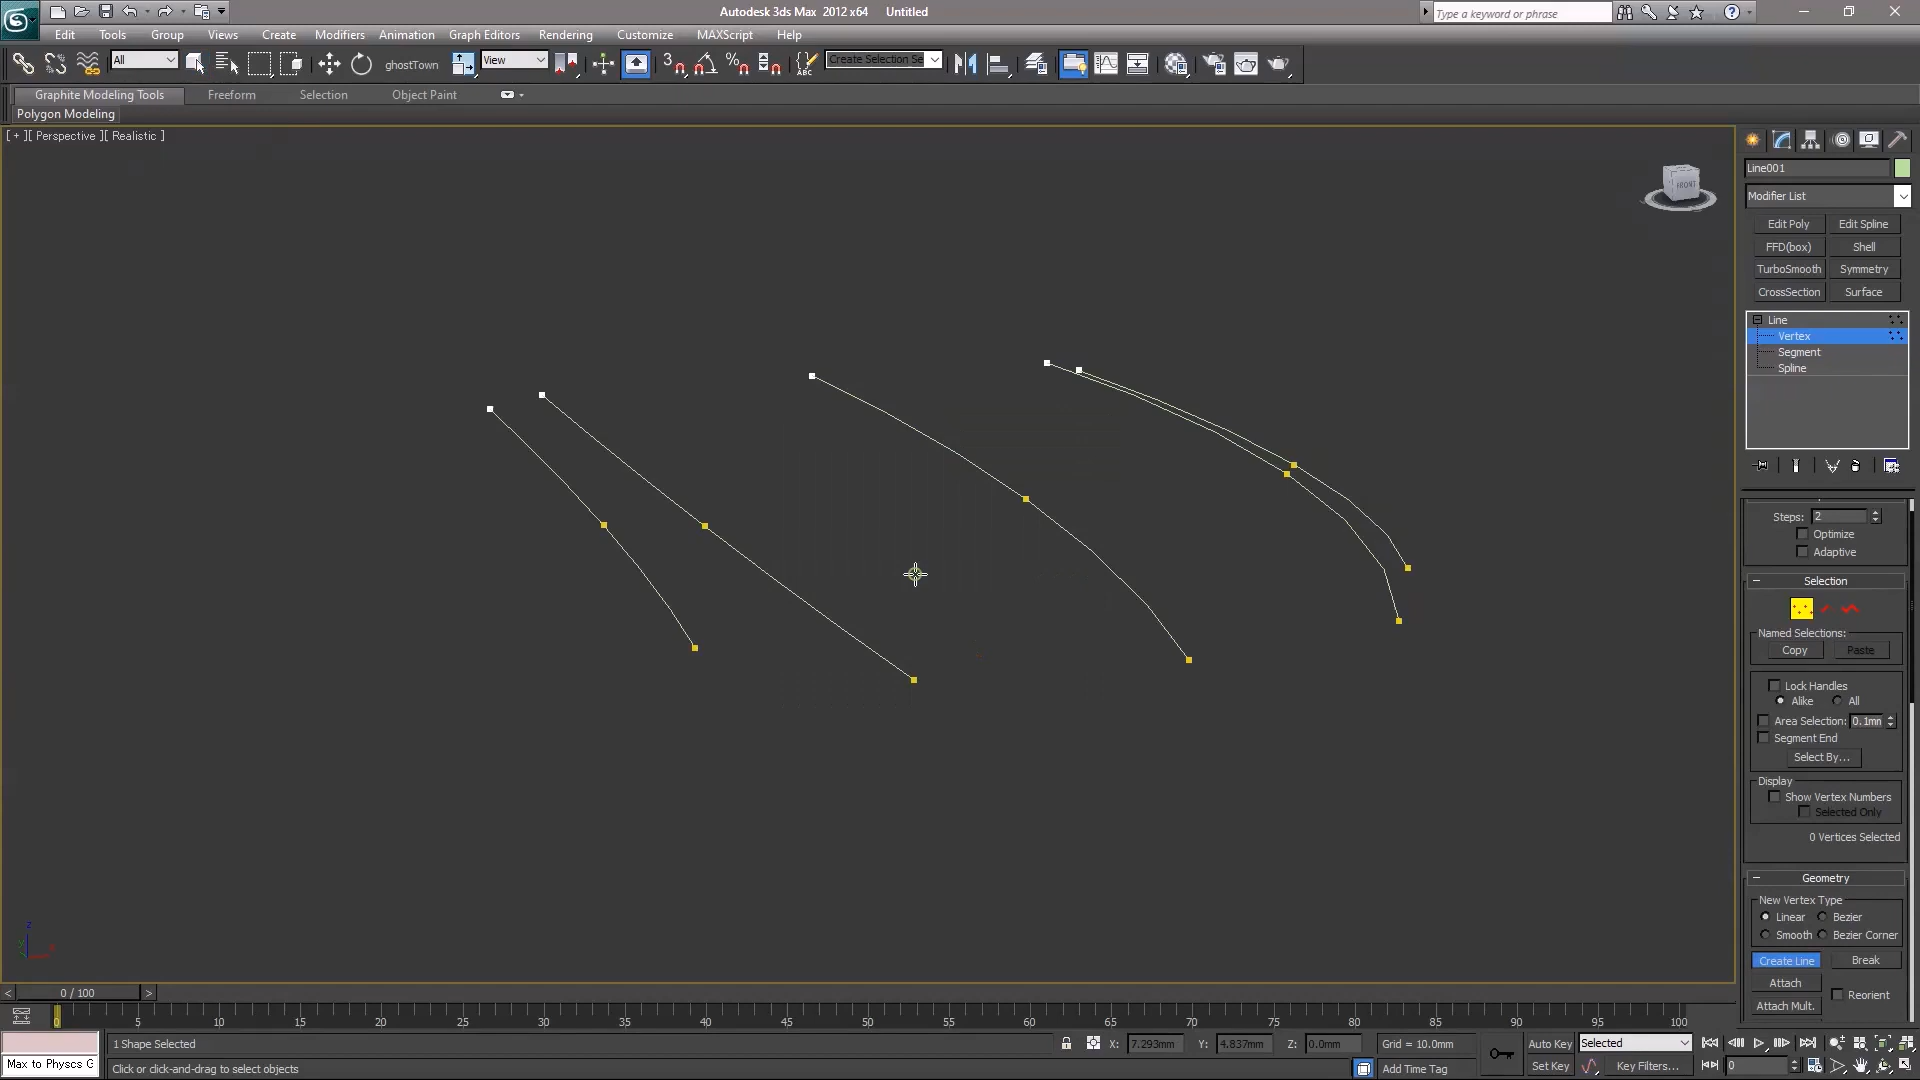 Autodesk 3ds Max 2012 x64 Untitled
Type a keyword or phrase
Edit Tools Group Views Create Modifiers Animation Graph Editors Rendering Customize MAXScript Help
All
ghostTown
View
3
%
ABC
Create Selection Se
Graphite Modeling Tools Freeform Selection Object Paint
Polygon Modeling
[ + ][ Perspective ][ Realistic ]
FRONT
Line001
Modifier List
Edit Poly Edit Spline
FFD(box) Shell
TurboSmooth Symmetry
CrossSection Surface
Line
Vertex
Segment
Spline
Steps: 2
Optimize
Adaptive
Selection
Named Selections:
Copy Paste
Lock Handles
Alike All
Area Selection: 0.1mm
Segment End
Select By...
Display
Show Vertex Numbers
Selected Only
0 Vertices Selected
Geometry
New Vertex Type
Linear Bezier
Smooth Bezier Corner
Create Line Break
Attach
Reorient
Attach Mult.
z
y
x
< 0 / 100 >
0 5 10 15 20 25 30 35 40 45 50 55 60 65 70 75 80 85 90 95 100
1 Shape Selected
X: 7.293mm Y: 4.837mm Z: 0.0mm Grid = 10.0mm
Auto Key Selected
Max to Physcs G
Click or click-and-drag to select objects
Add Time Tag
Set Key Key Filters... 0